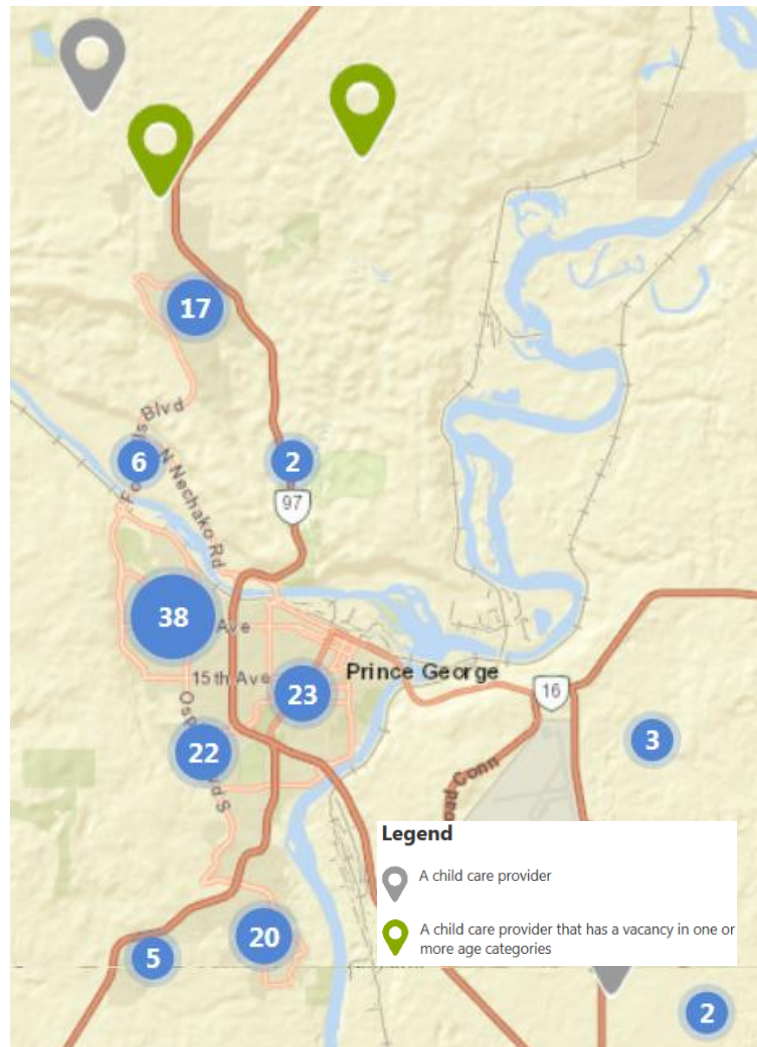 17
Blvd
6
N Nechako Rd
2
97
38
Ave
Prince George
15th Ave
23
16
22
3
Legend
A child care provider
A child care provider that has a vacancy in one or
more age categories
20
5
2